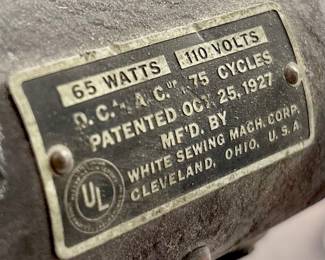 65 WATTS 110 VOLTS
D.C. A.C. UP 75 CYCLES
PATENTED OCT. 25, 1927
MF'D. BY
WHITE SEWING MACH. CORP.
CLEVELAND, OHIO, U.S.A
UL